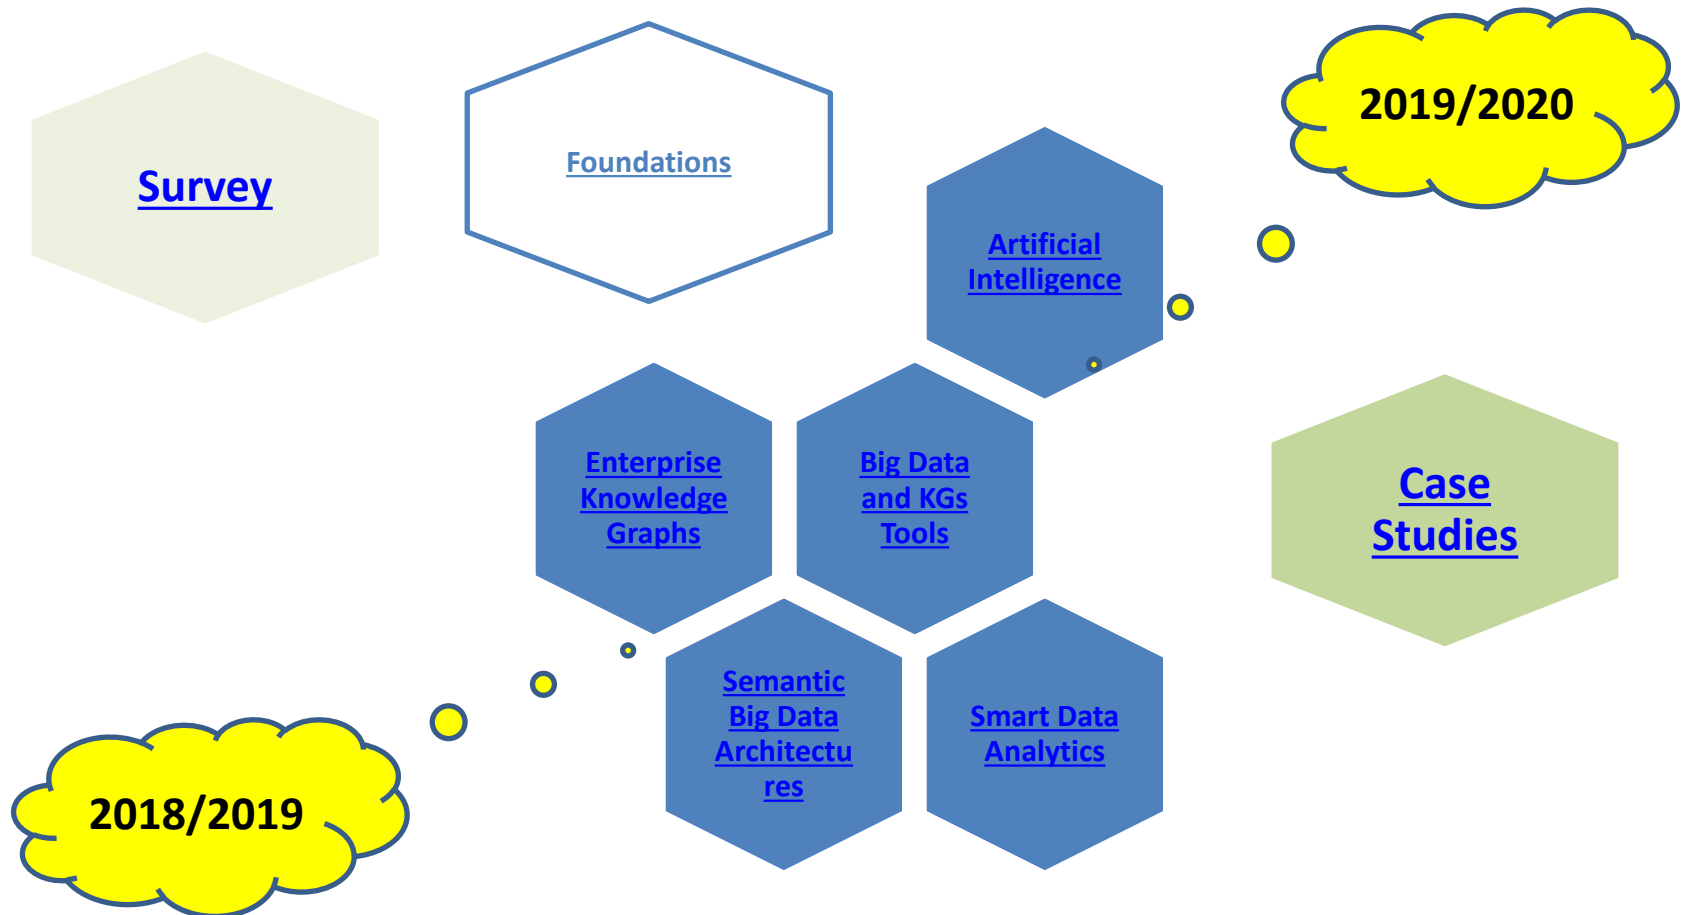 2019/2020
Survey
Foundations
Artificial
Intelligence
Enterprise
Knowledge
Graphs
Big Data
and KGs
Tools
Case
Studies
Semantic
Big Data
Architectu
res
Smart Data
Analytics
2018/2019